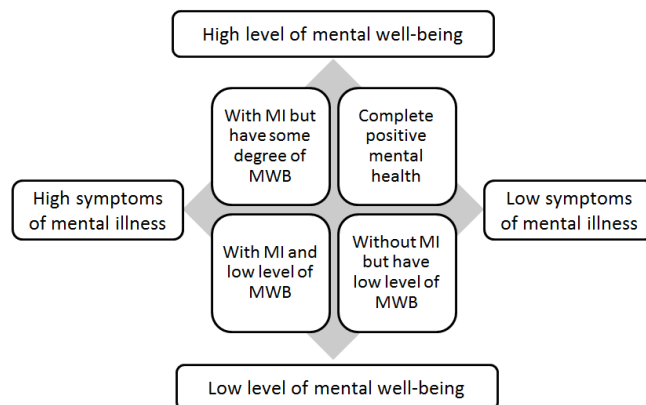 High level of mental well-being
With MI but
have some
degree of
MWB
Complete
positive
mental
health
High symptoms
of mental illness
Low symptoms
of mental illness
With MI and
low level of
MWB
Without MI
but have
low level of
MWB
Low level of mental well-being